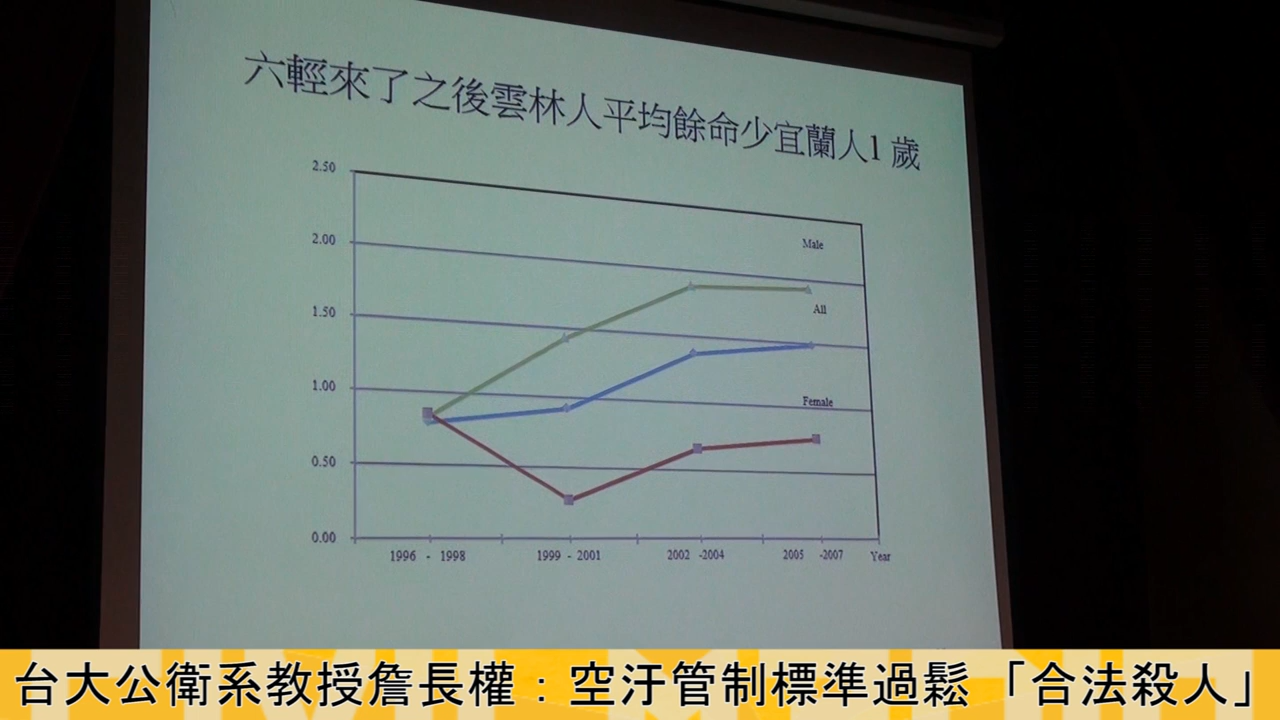 六輕來了之後雲林人平均餘命少宜蘭人1 歲
2.50
2.00
1.50
1.00
0.50
0.00
Male
All
Female
1996 - 1998
1999 - 2001
2002 -2004
2005 -2007
Year
台大公衛系教授詹長權：空汙管制標準過鬆「合法殺人」